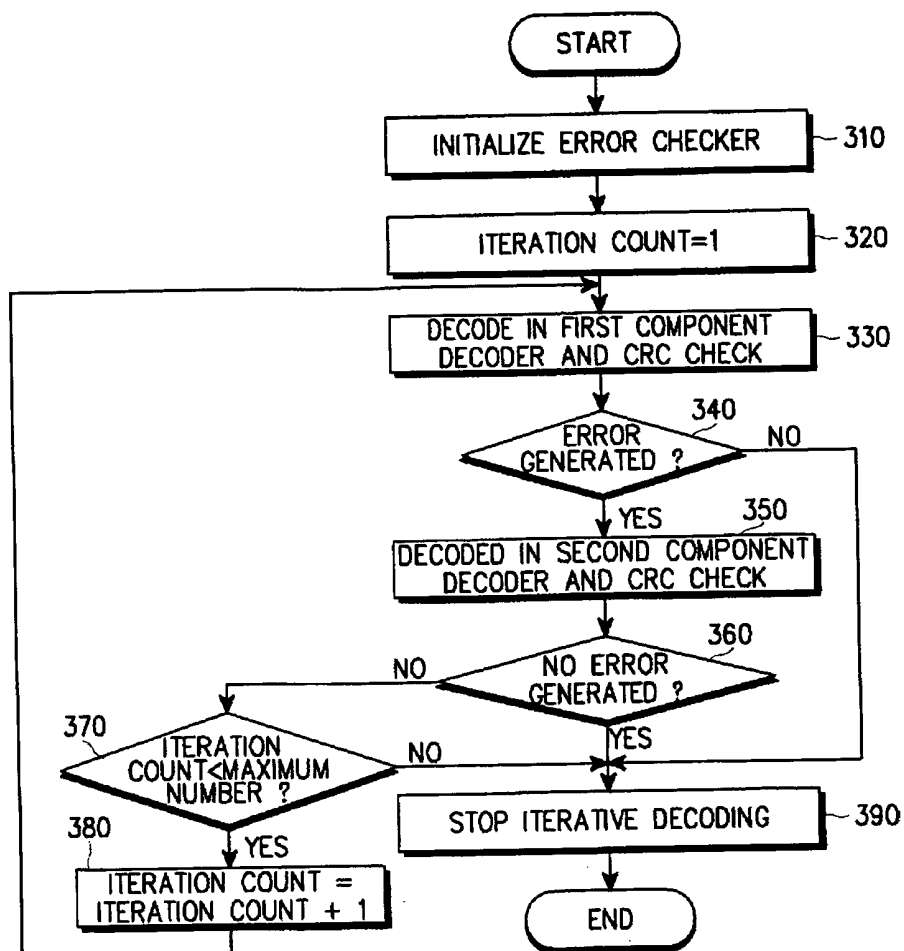 START
INITIALIZE ERROR CHECKER
310
ITERATION COUNT=1
320
DECODE IN FIRST COMPONENT
DECODER AND CRC CHECK
330
340
ERROR
GENERATED ?
NO
YES
350
DECODED IN SECOND COMPONENT
DECODER AND CRC CHECK
360
NO ERROR
GENERATED ?
NO
YES
370
ITERATION
COUNT<MAXIMUM
NUMBER ?
NO
YES
STOP ITERATIVE DECODING
390
380
ITERATION COUNT =
ITERATION COUNT + 1
END